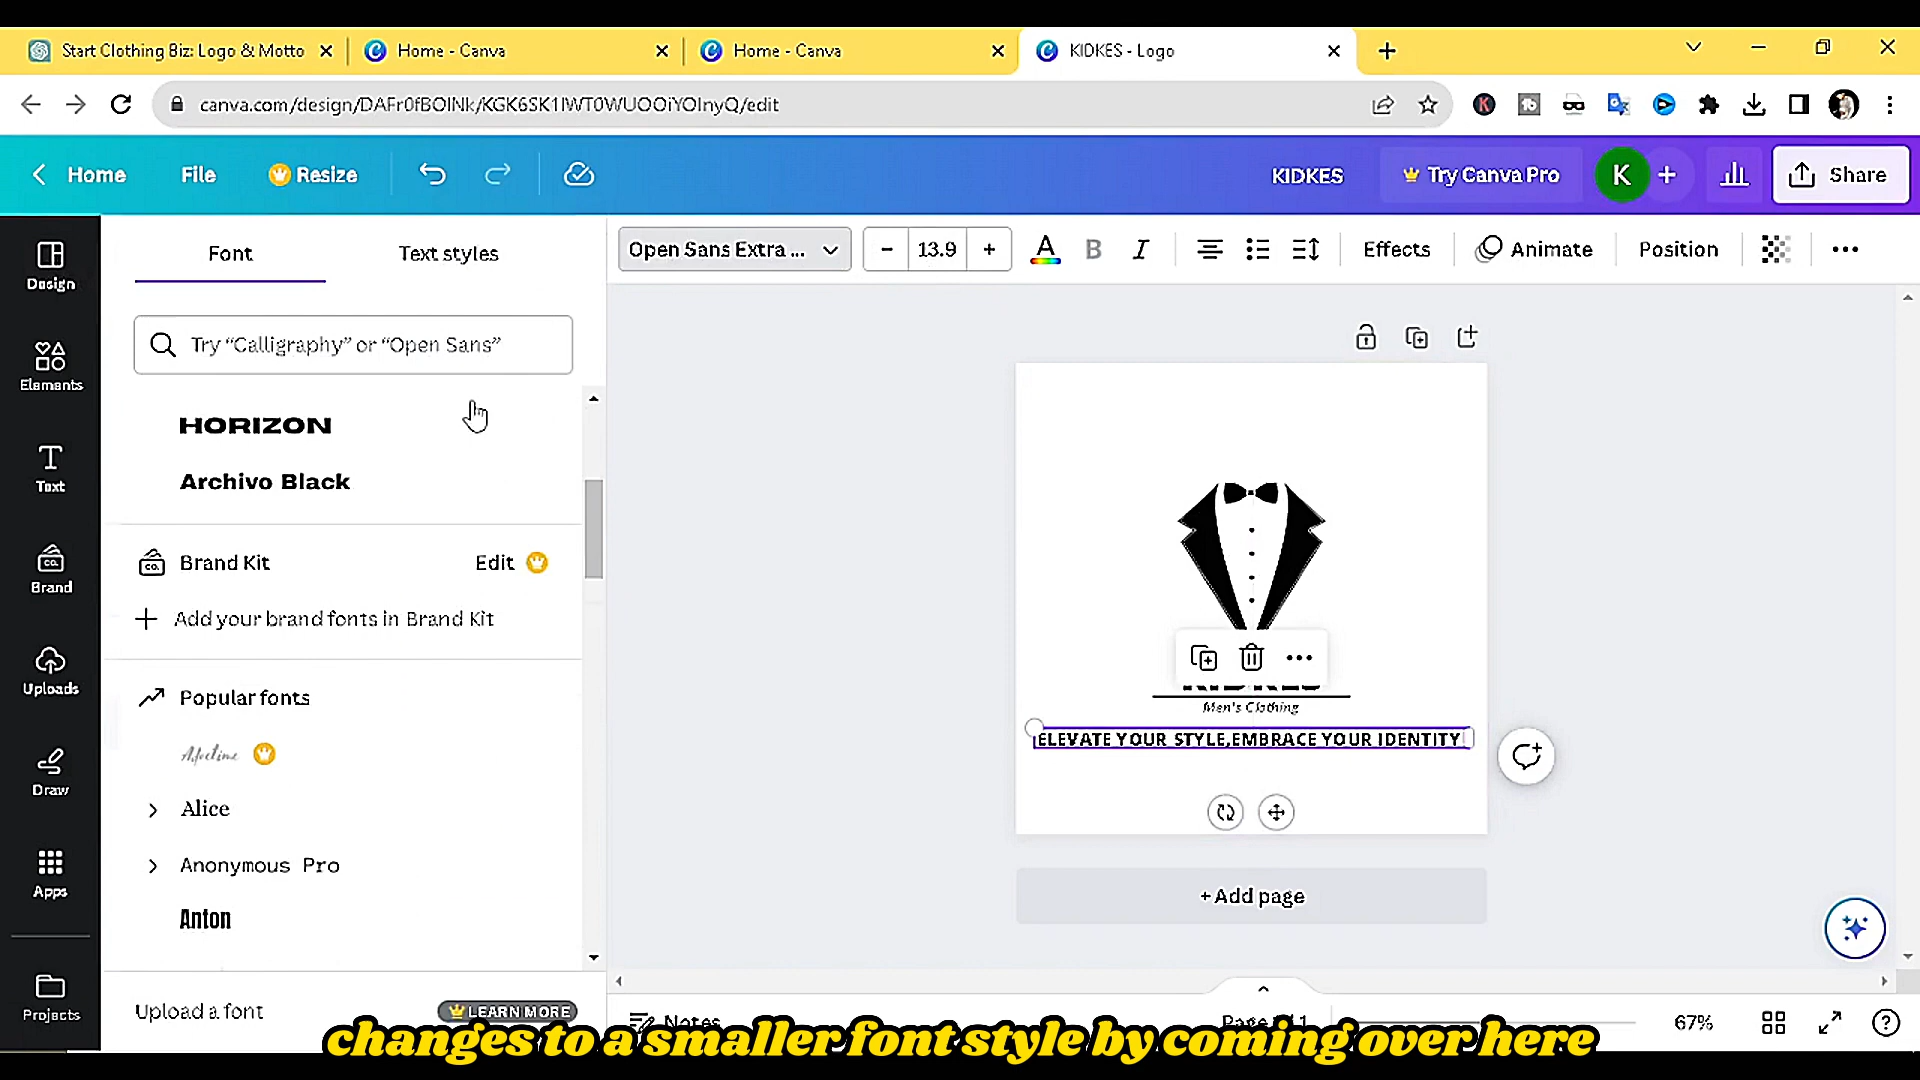 Start Clothing Biz: Logo & Motto
Home - Canva
Home - Canva
KIDKES - Logo
canva.com/design/DAFr0fBOlNk/KGK6SK1IWT0WUOOiYOlnyQ/edit
Home
File
Resize
KIDKES
Try Canva Pro
K
Share
Design
Elements
Text
Brand
Uploads
Draw
Apps
Projects
Font
Text styles
Try “Calligraphy” or “Open Sans”
HORIZON
Archivo Black
Brand Kit
Edit
Add your brand fonts in Brand Kit
Popular fonts
Alice
Anonymous Pro
Anton
Upload a font
LEARN MORE
Open Sans Extra ...
13.9
Effects
Animate
Position
KIDKES
Men's Clothing
ELEVATE YOUR STYLE,EMBRACE YOUR IDENTITY
+ Add page
Notes
67%
changes to a smaller font style by coming over here